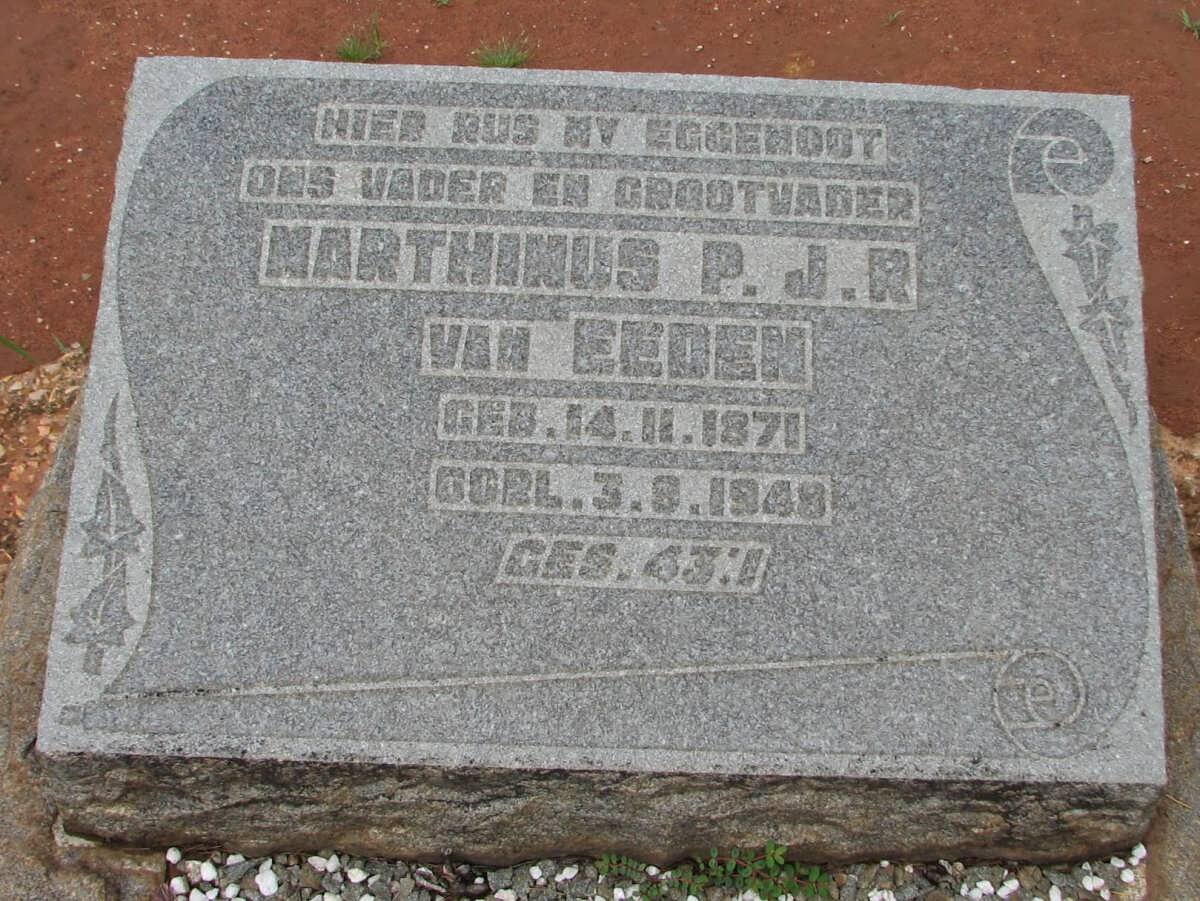 HIER RUS MY EGGENOOT
ONS VADER EN GROOTVADER
MARTHINUS P.J.R
VAN EEDEN
GEB. 14.11.1871
OORL. 3.9.1948
GES. 43:1